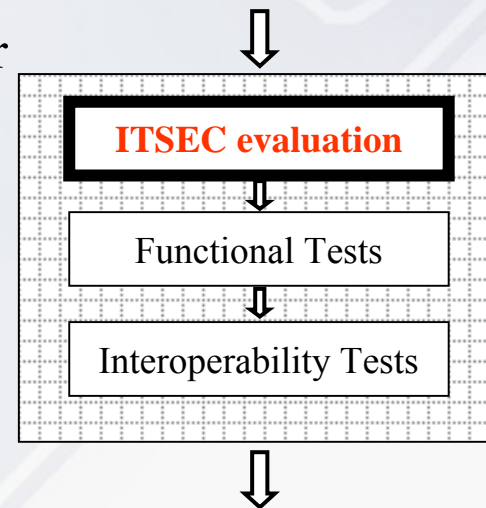 r
ITSEC evaluation
Functional Tests
Interoperability Tests